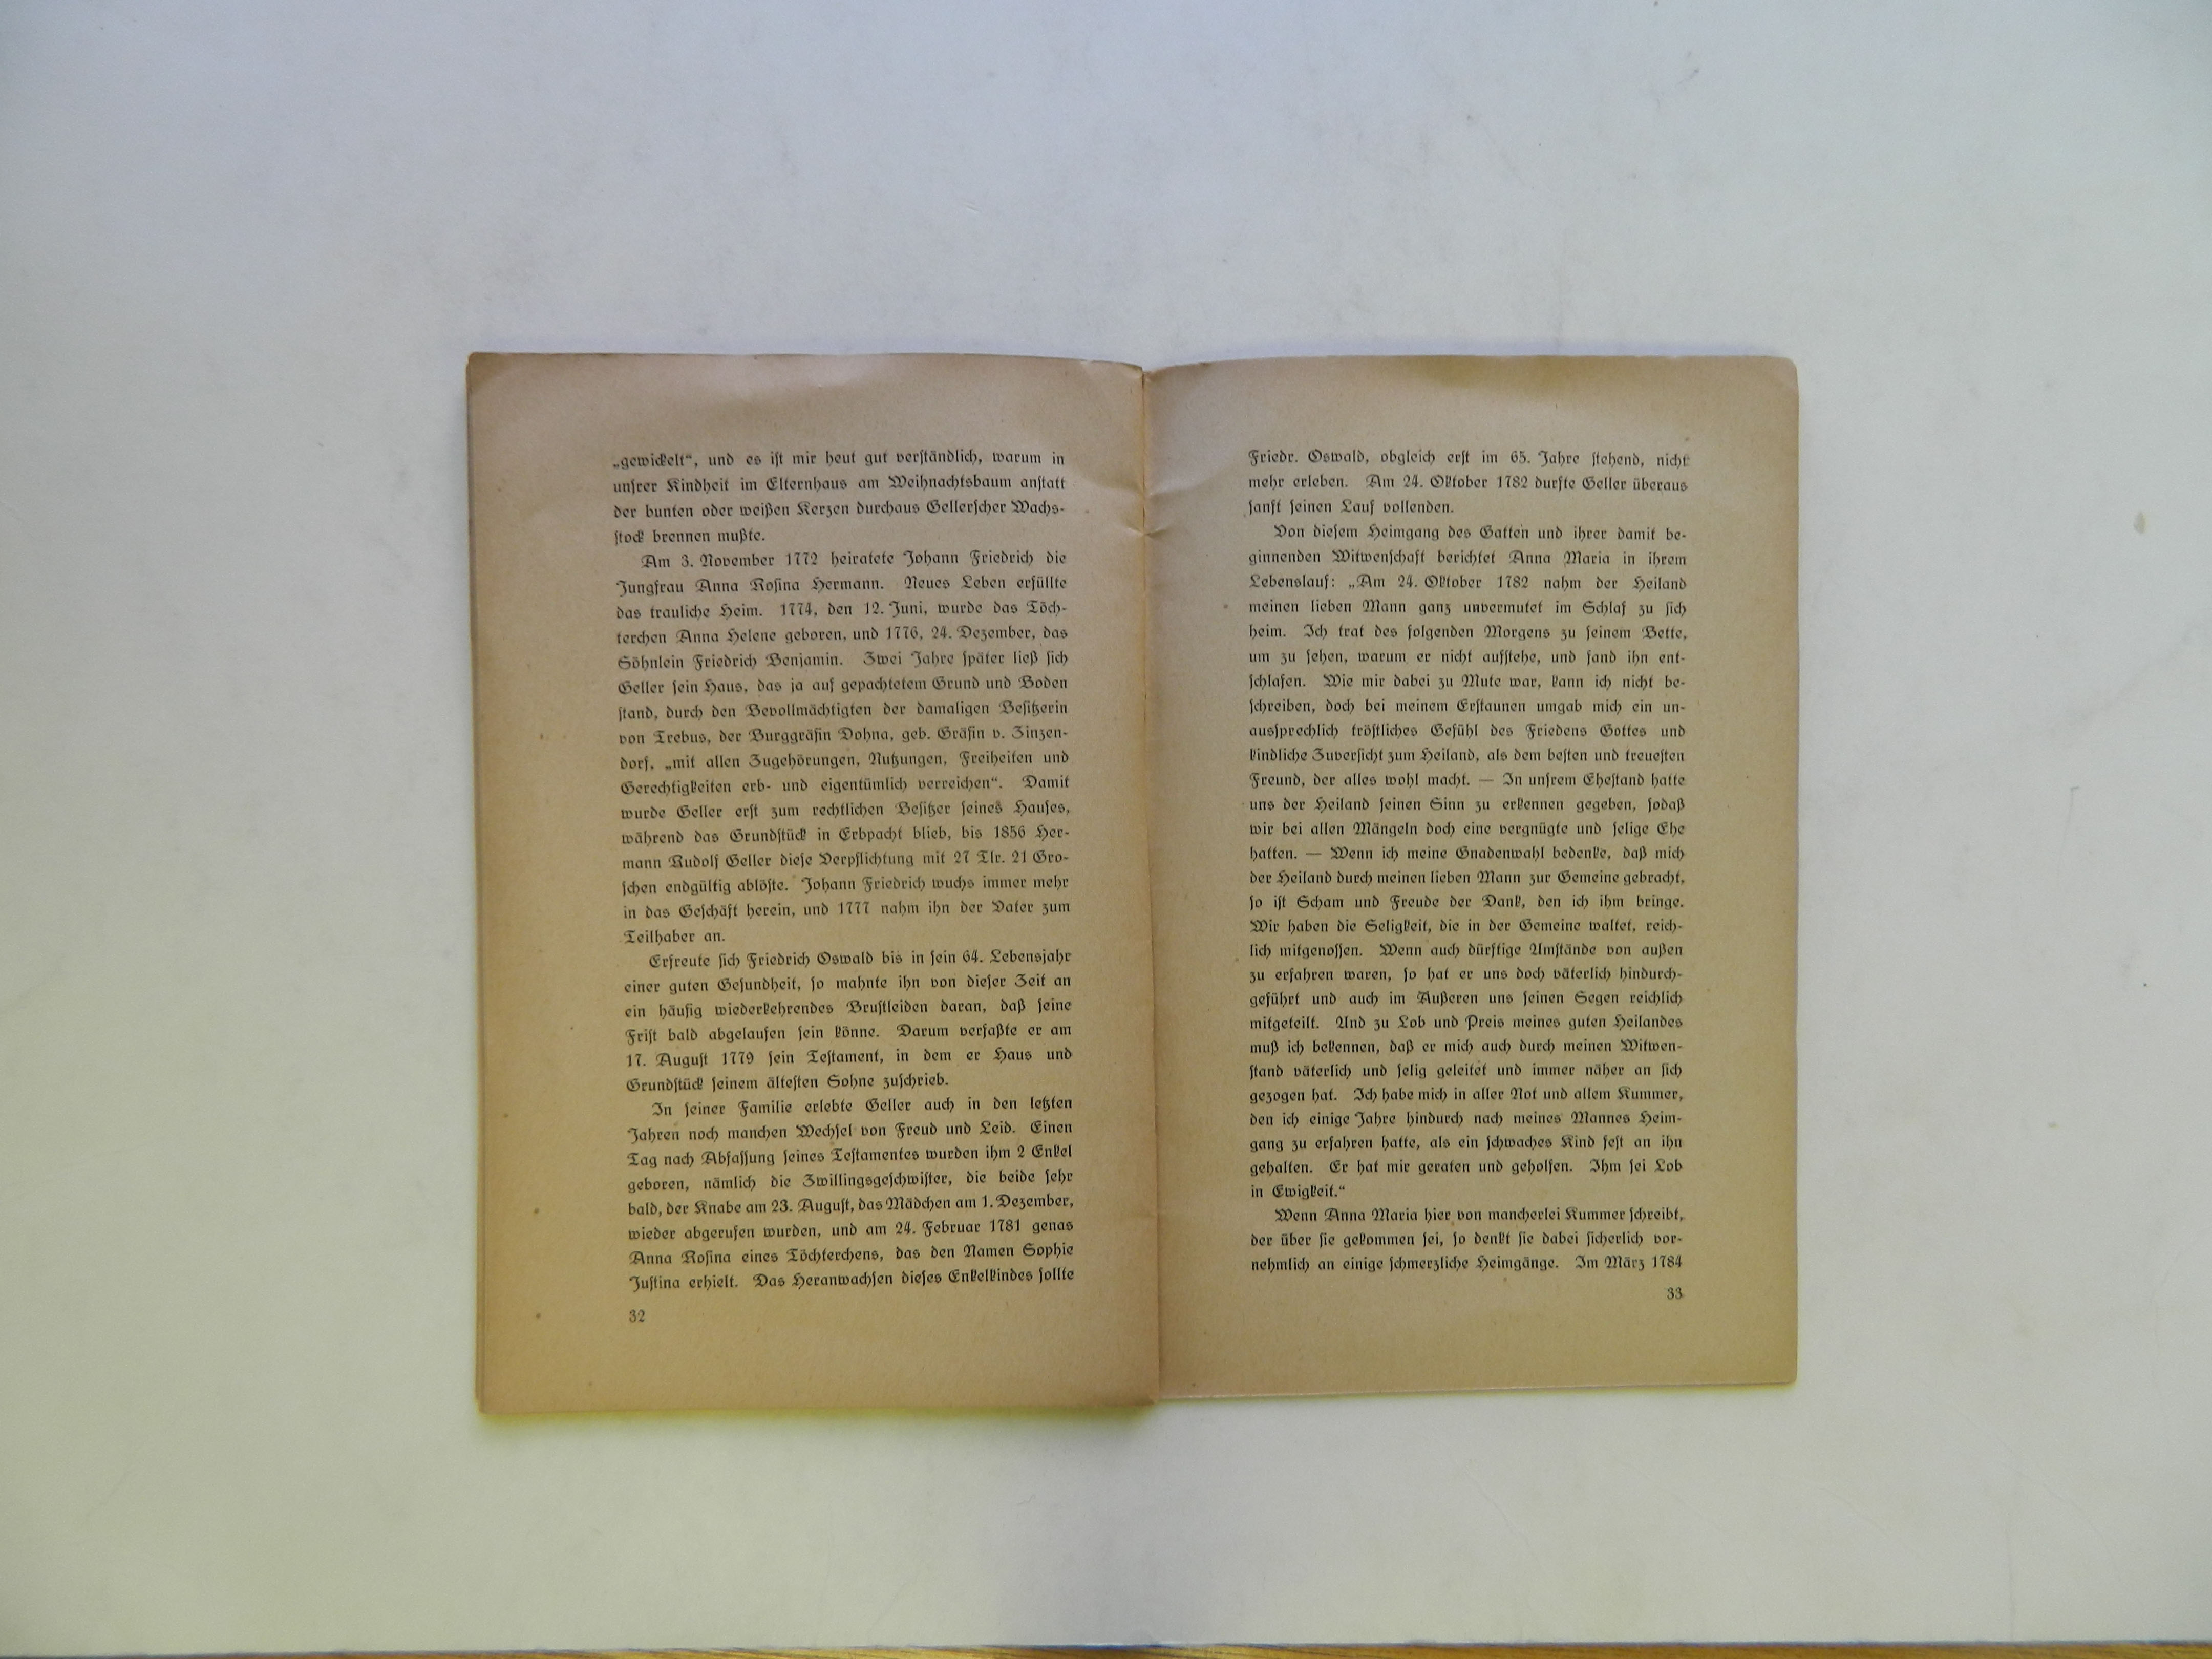 „gewickelt“, und es ist mir heut gut verständlich, warum in
unsrer Kindheit im Elternhaus am Weihnachtsbaum anstatt
der bunten oder weißen Kerzen durchaus Gellerscher Wachs-
stock brennen mußte.
Am 3. November 1772 heiratete Johann Friedrich die
Jungfrau Anna Rosina Hermann. Neues Leben erfüllte
das trauliche Heim. 1774, den 12. Juni, wurde das Töch-
terchen Anna Helene geboren, und 1776, 24. Dezember, das
Söhnlein Friedrich Benjamin. Zwei Jahre später ließ sich
Geller sein Haus, das ja auf gepachtetem Grund und Boden
stand, durch den Bevollmächtigten der damaligen Besitzerin
von Trebus, der Burggräfin Dohna, geb. Gräfin v. Zinzen-
dorf, „mit allen Zugehörungen, Nutzungen, Freiheiten und
Gerechtigkeiten erb- und eigentümlich verreichen“. Damit
wurde Geller erst zum rechtlichen Besitzer seines Hauses,
während das Grundstück in Erbpacht blieb, bis 1856 Her-
mann Rudolf Geller diese Verpflichtung mit 27 Tlr. 21 Gro-
schen endgültig ablöste. Johann Friedrich wuchs immer mehr
in das Geschäft herein, und 1777 nahm ihn der Vater zum
Teilhaber an.
Erfreute sich Friedrich Oswald bis in sein 64. Lebensjahr
einer guten Gesundheit, so mahnte ihn von dieser Zeit an
ein häufig wiederkehrendes Brustleiden daran, daß seine
Frist bald abgelaufen sein könne. Darum verfaßte er am
17. August 1779 sein Testament, in dem er Haus und
Grundstück seinem ältesten Sohne zuschrieb.
In seiner Familie erlebte Geller auch in den letzten
Jahren noch manchen Wechsel von Freud und Leid. Einen
Tag nach Abfassung seines Testamentes wurden ihm 2 Enkel
geboren, nämlich die Zwillingsgeschwister, die beide sehr
bald, der Knabe am 23. August, das Mädchen am 1. Dezember,
wieder abgerufen wurden, und am 24. Februar 1781 genas
Anna Rosina eines Töchterchens, das den Namen Sophie
Justina erhielt. Das Heranwachsen dieses Enkelkindes sollte
32
Friedr. Oswald, obgleich erst im 65. Jahre stehend, nicht
mehr erleben. Am 24. Oktober 1782 durfte Geller überaus
sanft seinen Lauf vollenden.
Von diesem Heimgang des Gatten und ihrer damit be-
ginnenden Witwenschaft berichtet Anna Maria in ihrem
Lebenslauf: „Am 24. Oktober 1782 nahm der Heiland
meinen lieben Mann ganz unvermutet im Schlaf zu sich
heim. Ich trat des folgenden Morgens zu seinem Bette,
um zu sehen, warum er nicht aufstehe, und fand ihn ent-
schlafen. Wie mir dabei zu Mute war, kann ich nicht be-
schreiben, doch bei meinem Erstaunen umgab mich ein un-
aussprechlich tröstliches Gefühl des Friedens Gottes und
kindliche Zuversicht zum Heiland, als dem besten und treuesten
Freund, der alles wohl macht. — In unsrem Ehestand hatte
uns der Heiland seinen Sinn zu erkennen gegeben, sodaß
wir bei allen Mängeln doch eine vergnügte und selige Ehe
hatten. — Wenn ich meine Gnadenwahl bedenke, daß mich
der Heiland durch meinen lieben Mann zur Gemeine gebracht,
so ist Scham und Freude der Dank, den ich ihm bringe.
Wir haben die Seligkeit, die in der Gemeine waltet, reich-
lich mitgenossen. Wenn auch dürftige Umstände von außen
zu erfahren waren, so hat er uns doch väterlich hindurch-
geführt und auch im Äußeren uns seinen Segen reichlich
mitgeteilt. Und zu Lob und Preis meines guten Heilandes
muß ich bekennen, daß er mich auch durch meinen Witwen-
stand väterlich und selig geleitet und immer näher an sich
gezogen hat. Ich habe mich in aller Not und allem Kummer,
den ich einige Jahre hindurch nach meines Mannes Heim-
gang zu erfahren hatte, als ein schwaches Kind fest an ihn
gehalten. Er hat mir geraten und geholfen. Ihm sei Lob
in Ewigkeit.“
Wenn Anna Maria hier von mancherlei Kummer schreibt,
der über sie gekommen sei, so denkt sie dabei sicherlich vor-
nehmlich an einige schmerzliche Heimgänge. Im März 1784
33